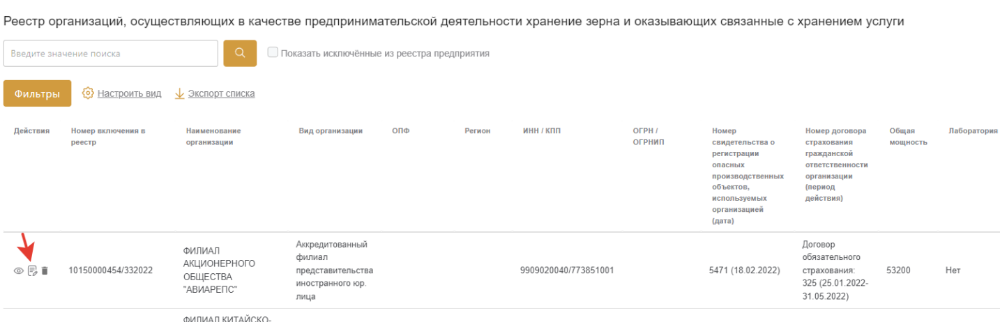 Реестр организаций, осуществляющих в качестве предпринимательской деятельности хранение зерна и оказывающих связанные с хранением услуги
Введите значение поиска
Показать исключённые из реестра предприятия
Фильтры
Настроить вид
Экспорт списка
Действия
Номер включения в
реестр
Наименование
организации
Вид организации
ОПФ
Регион
ИНН / КПП
ОГРН /
ОГРНИП
Номер
свидетельства о
регистрации
опасных
производственных
объектов,
используемых
организацией
(дата)
Номер договора
страхования
гражданской
ответственности
организации
(период
действия)
Общая
мощность
Лаборатория
10150000454/332022
ФИЛИАЛ
АКЦИОНЕРНОГО
ОБЩЕСТВА
"АВИАРЕПС"
Аккредитованный
филиал
представительства
иностранного юр.
лица
9909020040/773851001
5471 (18.02.2022)
Договор
обязательного
страхования:
325 (25.01.2022-
31.05.2022)
53200
Нет
ФИЛИАЛ КИТАЙСКО-